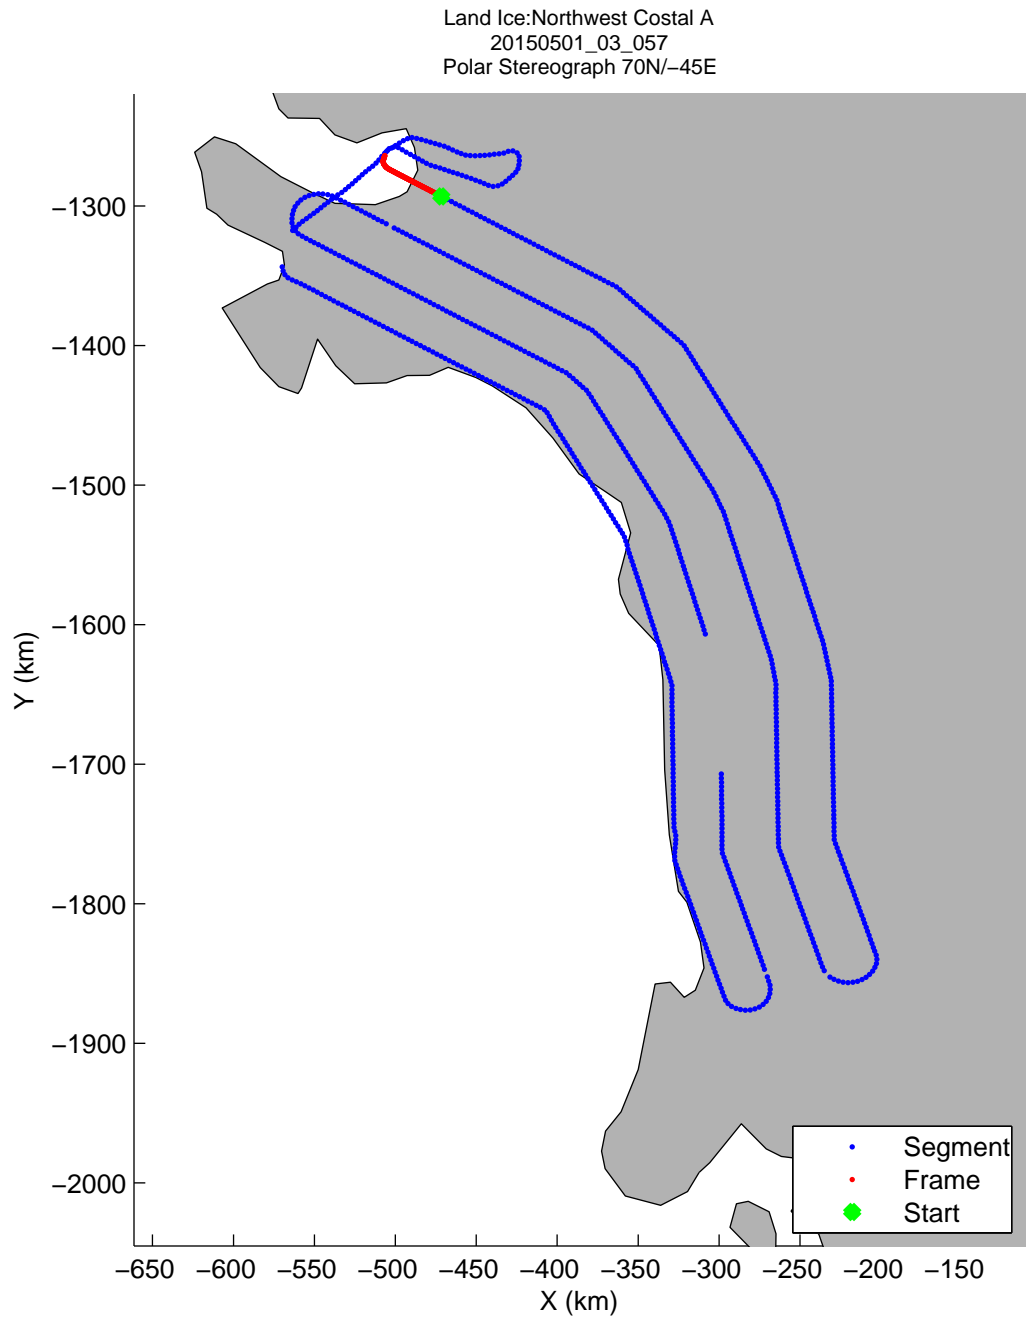 Land Ice:Northwest Costal A
20150501_03_057
Polar Stereograph 70N/−45E
−1300
−1400
−1500
−1600
−1700
−1800
−1900
−2000
Y (km)
Segment
Frame
Start
−650 −600 −550 −500 −450 −400 −350 −300 −250 −200 −150
X (km)